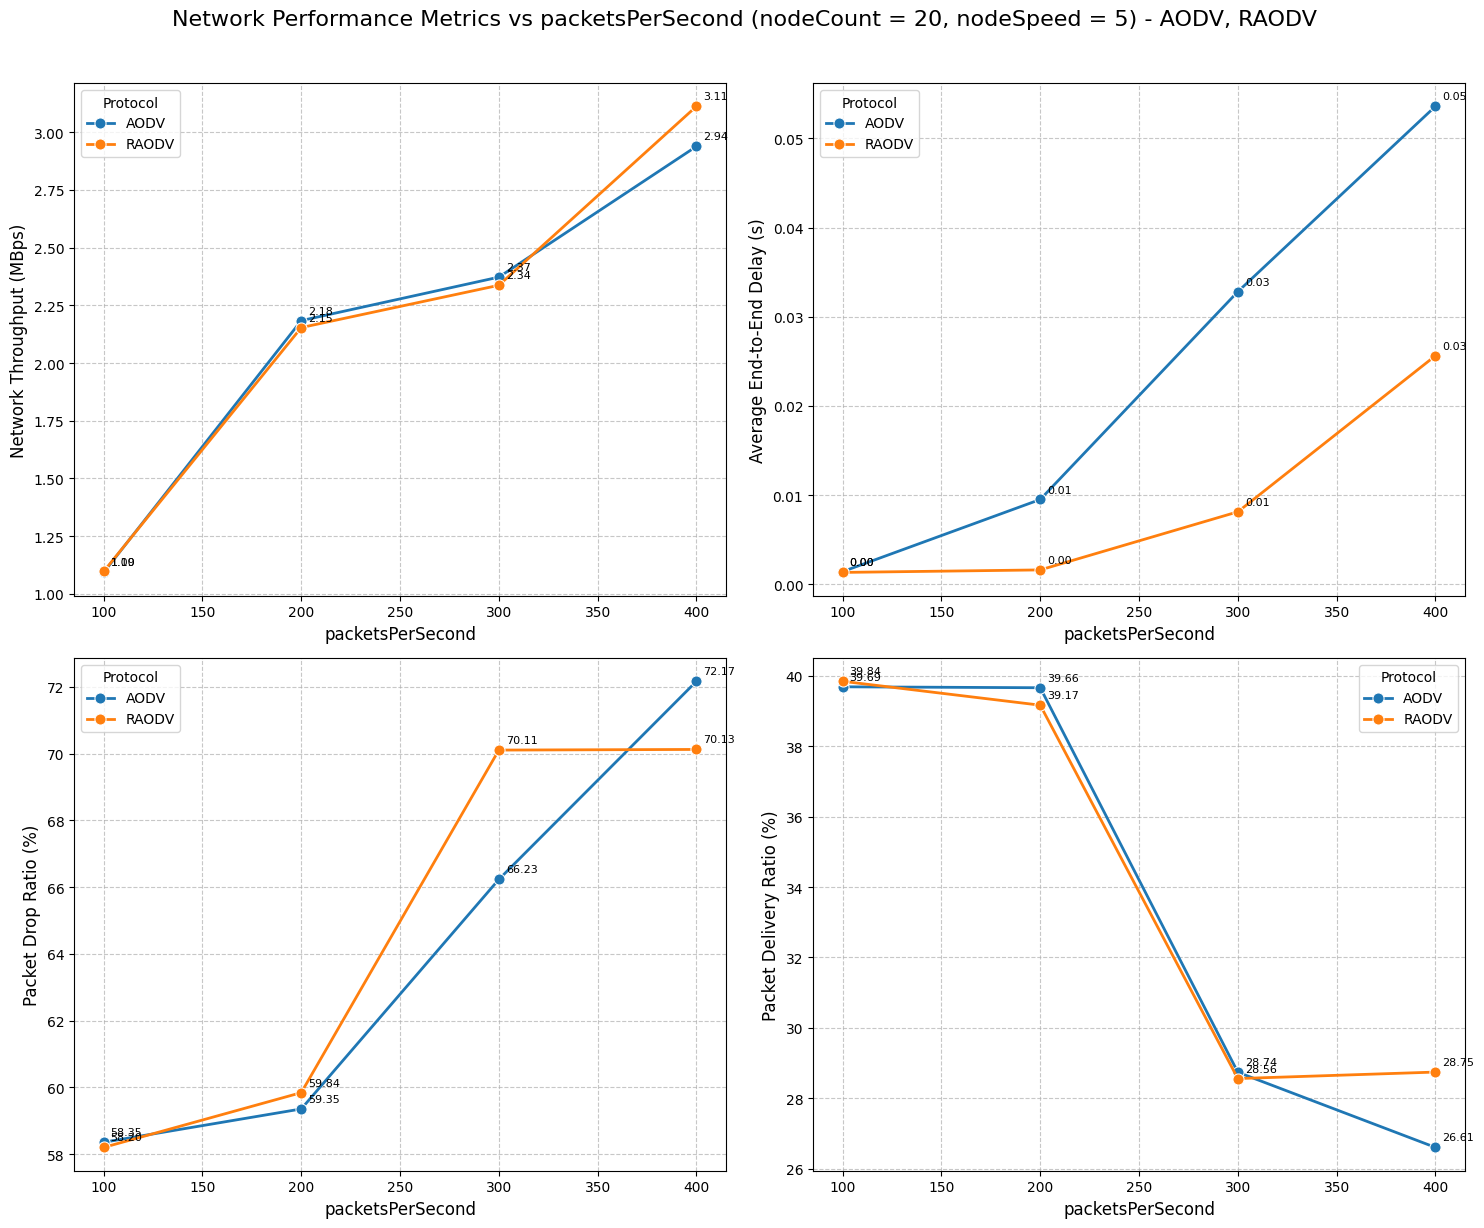 Network Performance Metrics vs packetsPerSecond (nodeCount = 20, nodeSpeed = 5) - AODV, RAODV
Network Throughput (MBps)
3.00
2.75
2.50
2.25
2.00
1.75
1.50
1.25
1.00
Protocol
AODV
RAODV
3.11
2.94
2.37
2.34
2.18
2.15
100 150 200 250 300 350 400
packetsPerSecond
Average End-to-End Delay (s)
0.05
0.04
0.03
0.02
0.01
0.00
Protocol
AODV
RAODV
0.05
0.03
0.03
0.01
0.01
0.00
0.00
100 150 200 250 300 350 400
packetsPerSecond
Packet Drop Ratio (%)
72
70
68
66
64
62
60
58
Protocol
AODV
RAODV
72.17
70.11
70.13
66.23
59.84
59.35
58.35
58.20
100 150 200 250 300 350 400
packetsPerSecond
Packet Delivery Ratio (%)
40
38
36
34
32
30
28
26
Protocol
AODV
RAODV
39.84
39.69
39.66
39.17
28.74
28.56
28.75
26.61
100 150 200 250 300 350 400
packetsPerSecond